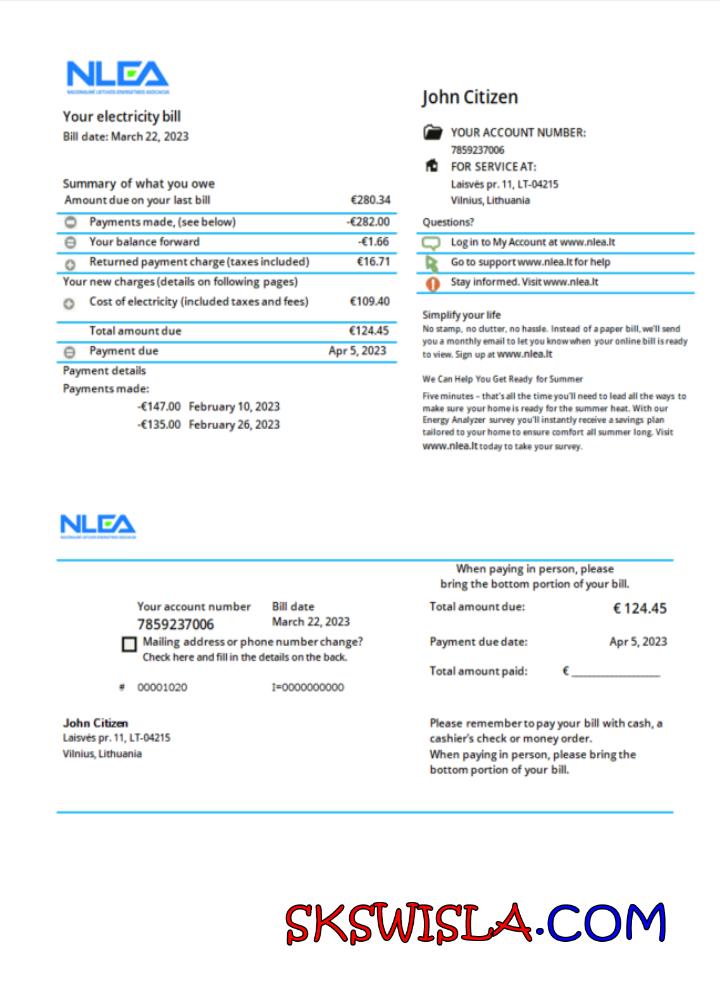 NLEA
NACIONALINĖ LIETUVOS ENERGETIKOS ASOCIACIJA
Your electricity bill
Bill date: March 22, 2023
Summary of what you owe
Amount due on your last bill €280.34
Payments made, (see below) -€282.00
Your balance forward -€1.66
Returned payment charge (taxes included) €16.71
Your new charges (details on following pages)
Cost of electricity (included taxes and fees) €109.40
Total amount due €124.45
Payment due Apr 5, 2023
Payment details
Payments made:
-€147.00 February 10, 2023
-€135.00 February 26, 2023
John Citizen
YOUR ACCOUNT NUMBER:
7859237006
FOR SERVICE AT:
Laisvės pr. 11, LT-04215
Vilnius, Lithuania
Questions?
Log in to My Account at www.nlea.lt
Go to support www.nlea.lt for help
Stay informed. Visit www.nlea.lt
Simplify your life
No stamp, no clutter, no hassle. Instead of a paper bill, we'll send
you a monthly email to let you know when your online bill is ready
to view. Sign up at www.nlea.lt
We Can Help You Get Ready for Summer
Five minutes – that's all the time you'll need to lead all the ways to
make sure your home is ready for the summer heat. With our
Energy Analyzer survey you'll instantly receive a savings plan
tailored to your home to ensure comfort all summer long. Visit
www.nlea.lt today to take your survey.
NLEA
NACIONALINĖ LIETUVOS ENERGETIKOS ASOCIACIJA
When paying in person, please
bring the bottom portion of your bill.
Your account number Bill date
7859237006 March 22, 2023
Mailing address or phone number change?
Check here and fill in the details on the back.
# 00001020 I=0000000000
Total amount due: € 124.45
Payment due date: Apr 5, 2023
Total amount paid: € ________________
John Citizen
Laisvės pr. 11, LT-04215
Vilnius, Lithuania
Please remember to pay your bill with cash, a
cashier's check or money order.
When paying in person, please bring the
bottom portion of your bill.
SKSWISLA.COM